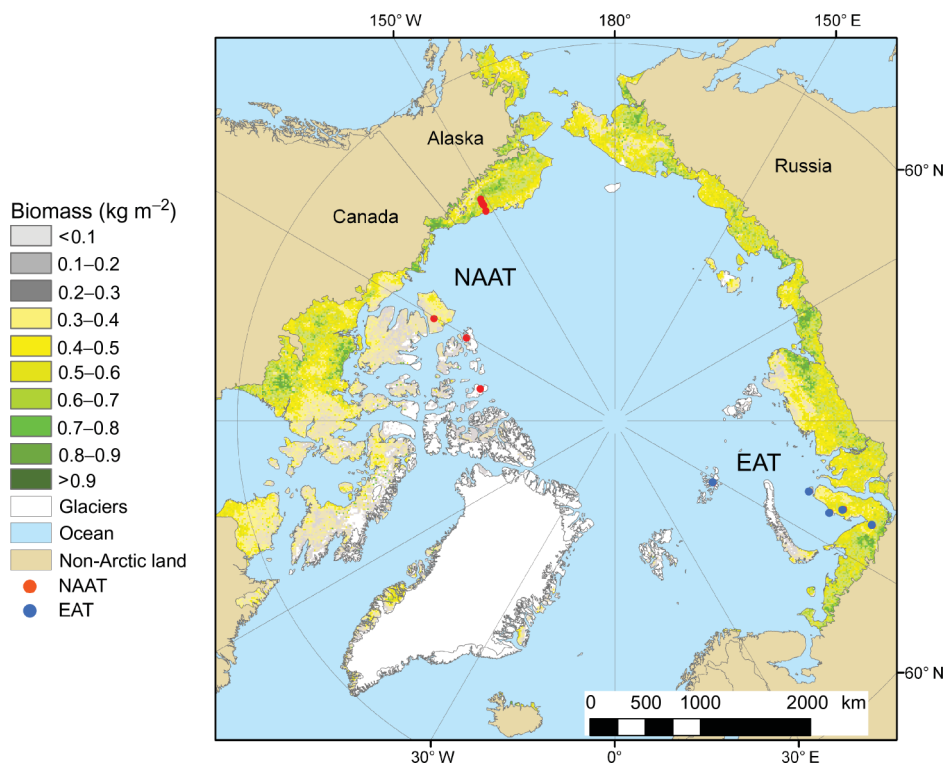 150° W
180°
150° E
Alaska
Russia
60° N
Canada
Biomass (kg m⁻²)
<0.1
0.1–0.2
0.2–0.3
0.3–0.4
0.4–0.5
0.5–0.6
0.6–0.7
0.7–0.8
0.8–0.9
>0.9
Glaciers
Ocean
Non-Arctic land
NAAT
EAT
NAAT
EAT
60° N
0 500 1000 2000 km
30° W
0°
30° E